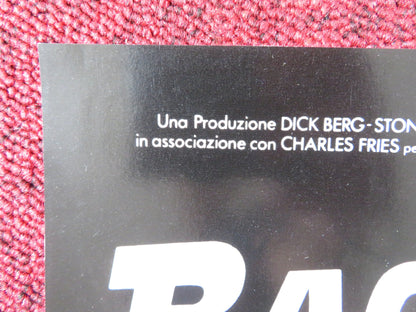 Una Produzione DICK BERG-STON
in associazione con CHARLES FRIES pe